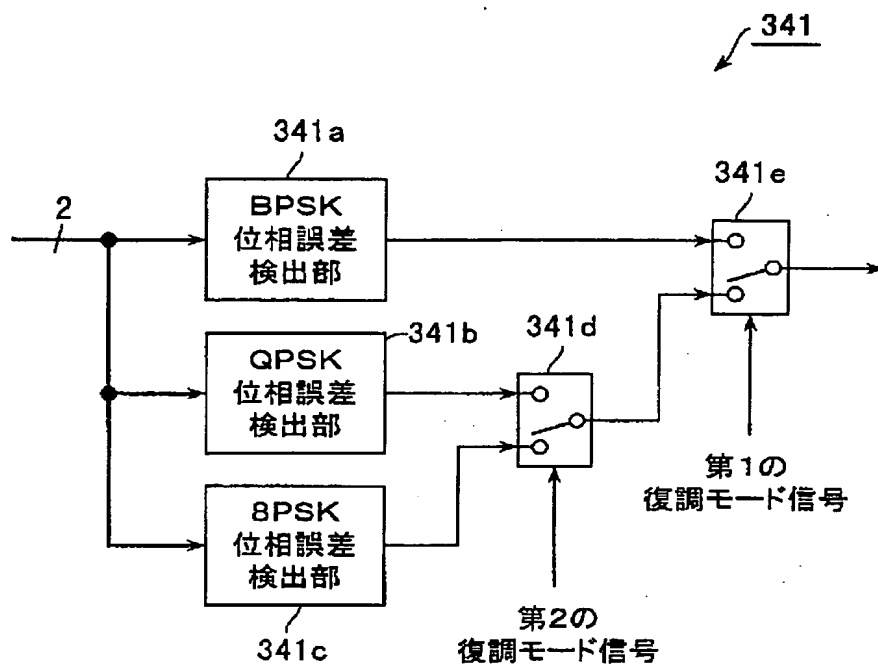 341
341a
BPSK
位相誤差
検出部
2
341e
341b
QPSK
位相誤差
検出部
341d
8PSK
位相誤差
検出部
341c
第1の
復調モード信号
第2の
復調モード信号